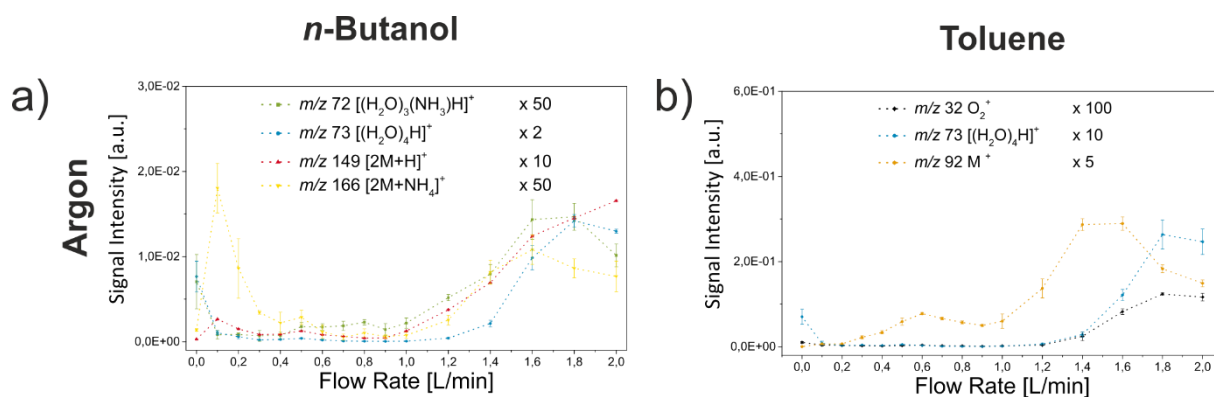 n-Butanol
Toluene
Argon
a)
Signal Intensity [a.u.]
3,0E-02
2,0E-02
1,0E-02
0,0E+00
m/z 72 [(H₂O)₃(NH₃)H]⁺ x 50
m/z 73 [(H₂O)₄H]⁺ x 2
m/z 149 [2M+H]⁺ x 10
m/z 166 [2M+NH₄]⁺ x 50
0,0 0,2 0,4 0,6 0,8 1,0 1,2 1,4 1,6 1,8 2,0
Flow Rate [L/min]
b)
Signal Intensity [a.u.]
6,0E-01
4,0E-01
2,0E-01
0,0E+00
m/z 32 O₂⁺ x 100
m/z 73 [(H₂O)₄H]⁺ x 10
m/z 92 M⁺ x 5
0,0 0,2 0,4 0,6 0,8 1,0 1,2 1,4 1,6 1,8 2,0
Flow Rate [L/min]